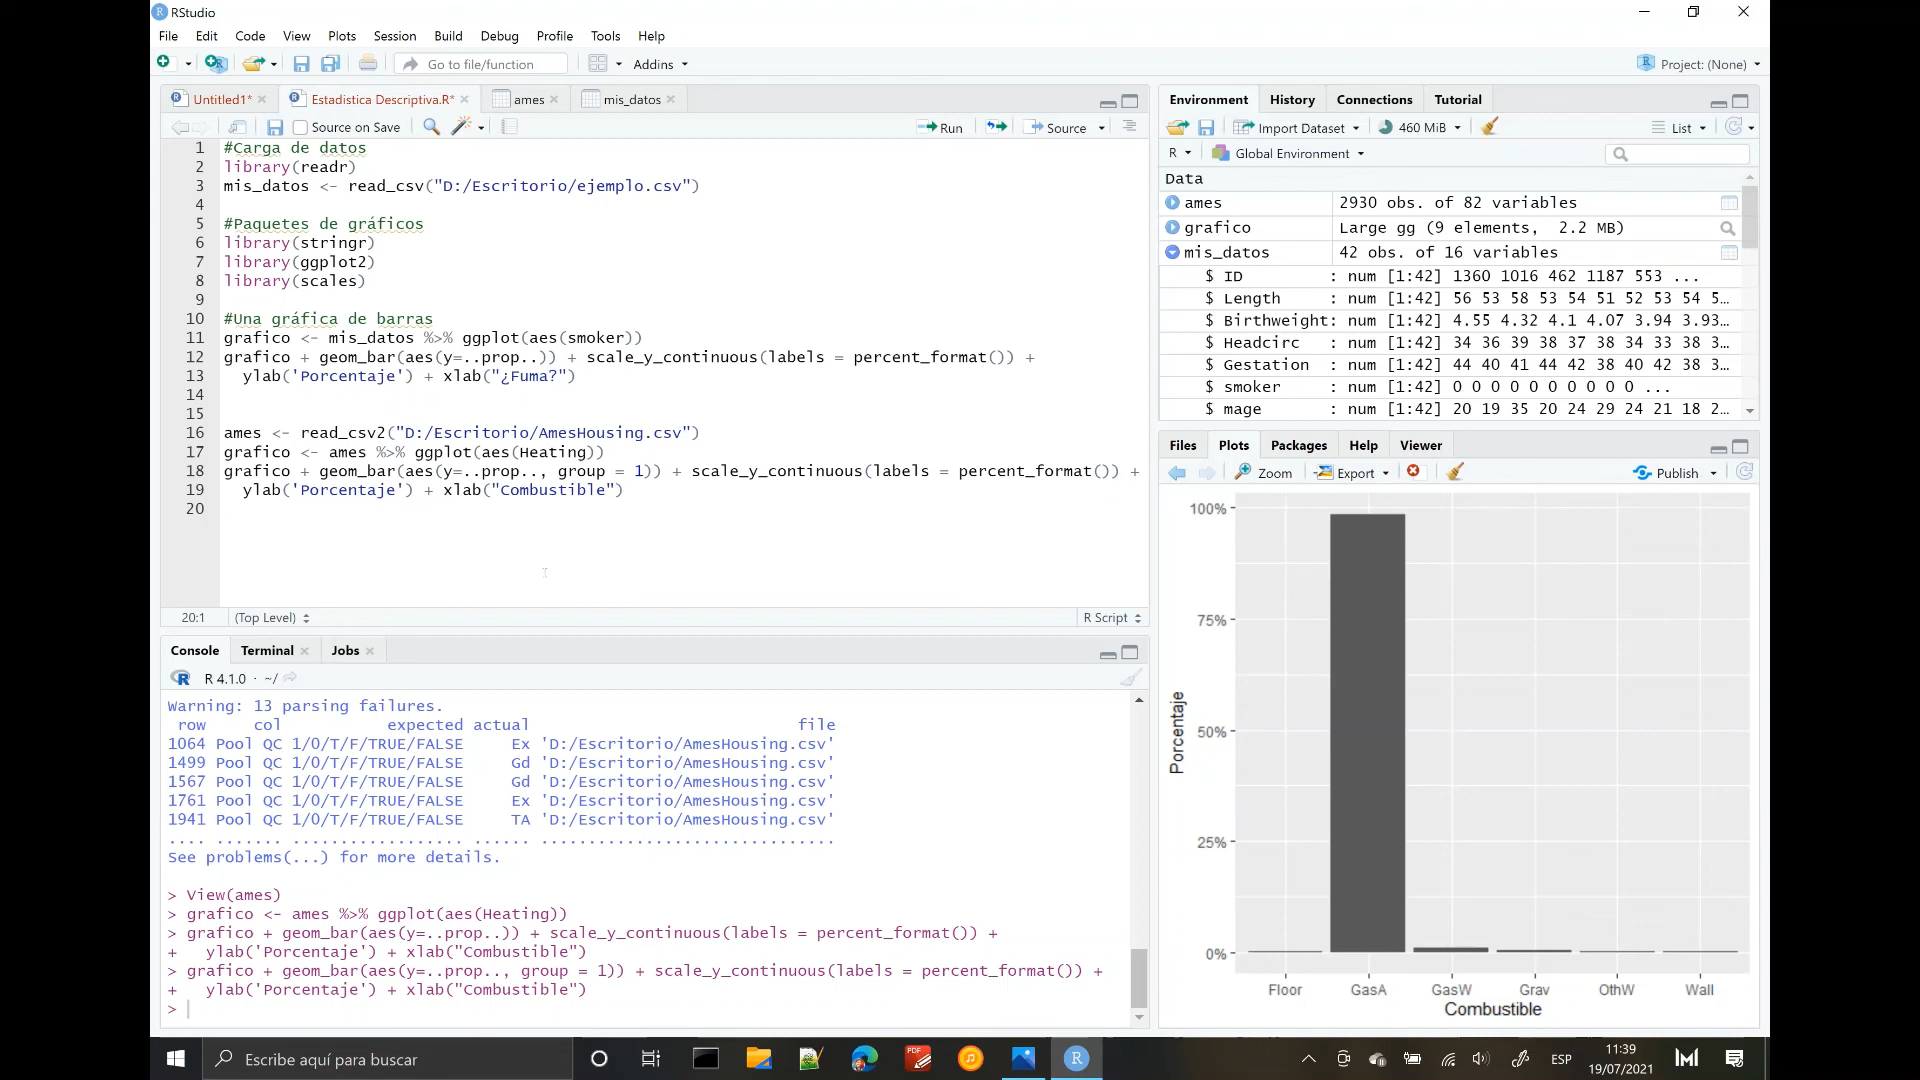 RStudio
File Edit Code View Plots Session Build Debug Profile Tools Help
Go to file/function Addins Project: (None)
Untitled1* Estadistica Descriptiva.R* ames mis_datos
Source on Save Run Source
1 #Carga de datos
2 library(readr)
3 mis_datos <- read_csv("D:/Escritorio/ejemplo.csv")
4
5 #Paquetes de gráficos
6 library(stringr)
7 library(ggplot2)
8 library(scales)
9
10 #Una gráfica de barras
11 grafico <- mis_datos %>% ggplot(aes(smoker))
12 grafico + geom_bar(aes(y=..prop..)) + scale_y_continuous(labels = percent_format()) +
13 ylab('Porcentaje') + xlab("¿Fuma?")
14
15
16 ames <- read_csv2("D:/Escritorio/AmesHousing.csv")
17 grafico <- ames %>% ggplot(aes(Heating))
18 grafico + geom_bar(aes(y=..prop.., group = 1)) + scale_y_continuous(labels = percent_format()) +
19 ylab('Porcentaje') + xlab("Combustible")
20
20:1 (Top Level) R Script
Console Terminal Jobs
R 4.1.0 · ~/
Warning: 13 parsing failures.
row col expected actual file
1064 Pool QC 1/0/T/F/TRUE/FALSE Ex 'D:/Escritorio/AmesHousing.csv'
1499 Pool QC 1/0/T/F/TRUE/FALSE Gd 'D:/Escritorio/AmesHousing.csv'
1567 Pool QC 1/0/T/F/TRUE/FALSE Gd 'D:/Escritorio/AmesHousing.csv'
1761 Pool QC 1/0/T/F/TRUE/FALSE Ex 'D:/Escritorio/AmesHousing.csv'
1941 Pool QC 1/0/T/F/TRUE/FALSE TA 'D:/Escritorio/AmesHousing.csv'
.... ....... .................. ...... ...............................
See problems(...) for more details.
> View(ames)
> grafico <- ames %>% ggplot(aes(Heating))
> grafico + geom_bar(aes(y=..prop..)) + scale_y_continuous(labels = percent_format()) +
+ ylab('Porcentaje') + xlab("Combustible")
> grafico + geom_bar(aes(y=..prop.., group = 1)) + scale_y_continuous(labels = percent_format()) +
+ ylab('Porcentaje') + xlab("Combustible")
>
Environment History Connections Tutorial
Import Dataset 460 MiB List
R Global Environment
Data
ames 2930 obs. of 82 variables
grafico Large gg (9 elements, 2.2 MB)
mis_datos 42 obs. of 16 variables
$ ID : num [1:42] 1360 1016 462 1187 553 ...
$ Length : num [1:42] 56 53 58 53 54 51 52 53 54 5…
$ Birthweight: num [1:42] 4.55 4.32 4.1 4.07 3.94 3.93…
$ Headcirc : num [1:42] 34 36 39 38 37 38 34 33 38 3…
$ Gestation : num [1:42] 44 40 41 44 42 38 40 42 38 3…
$ smoker : num [1:42] 0 0 0 0 0 0 0 0 0 0 ...
$ mage : num [1:42] 20 19 35 20 24 29 24 21 18 2…
Files Plots Packages Help Viewer
Zoom Export Publish
100%
75%
50%
25%
0%
Porcentaje
Floor GasA GasW Grav OthW Wall
Combustible
Escribe aquí para buscar
PDF
ESP
11:39
19/07/2021